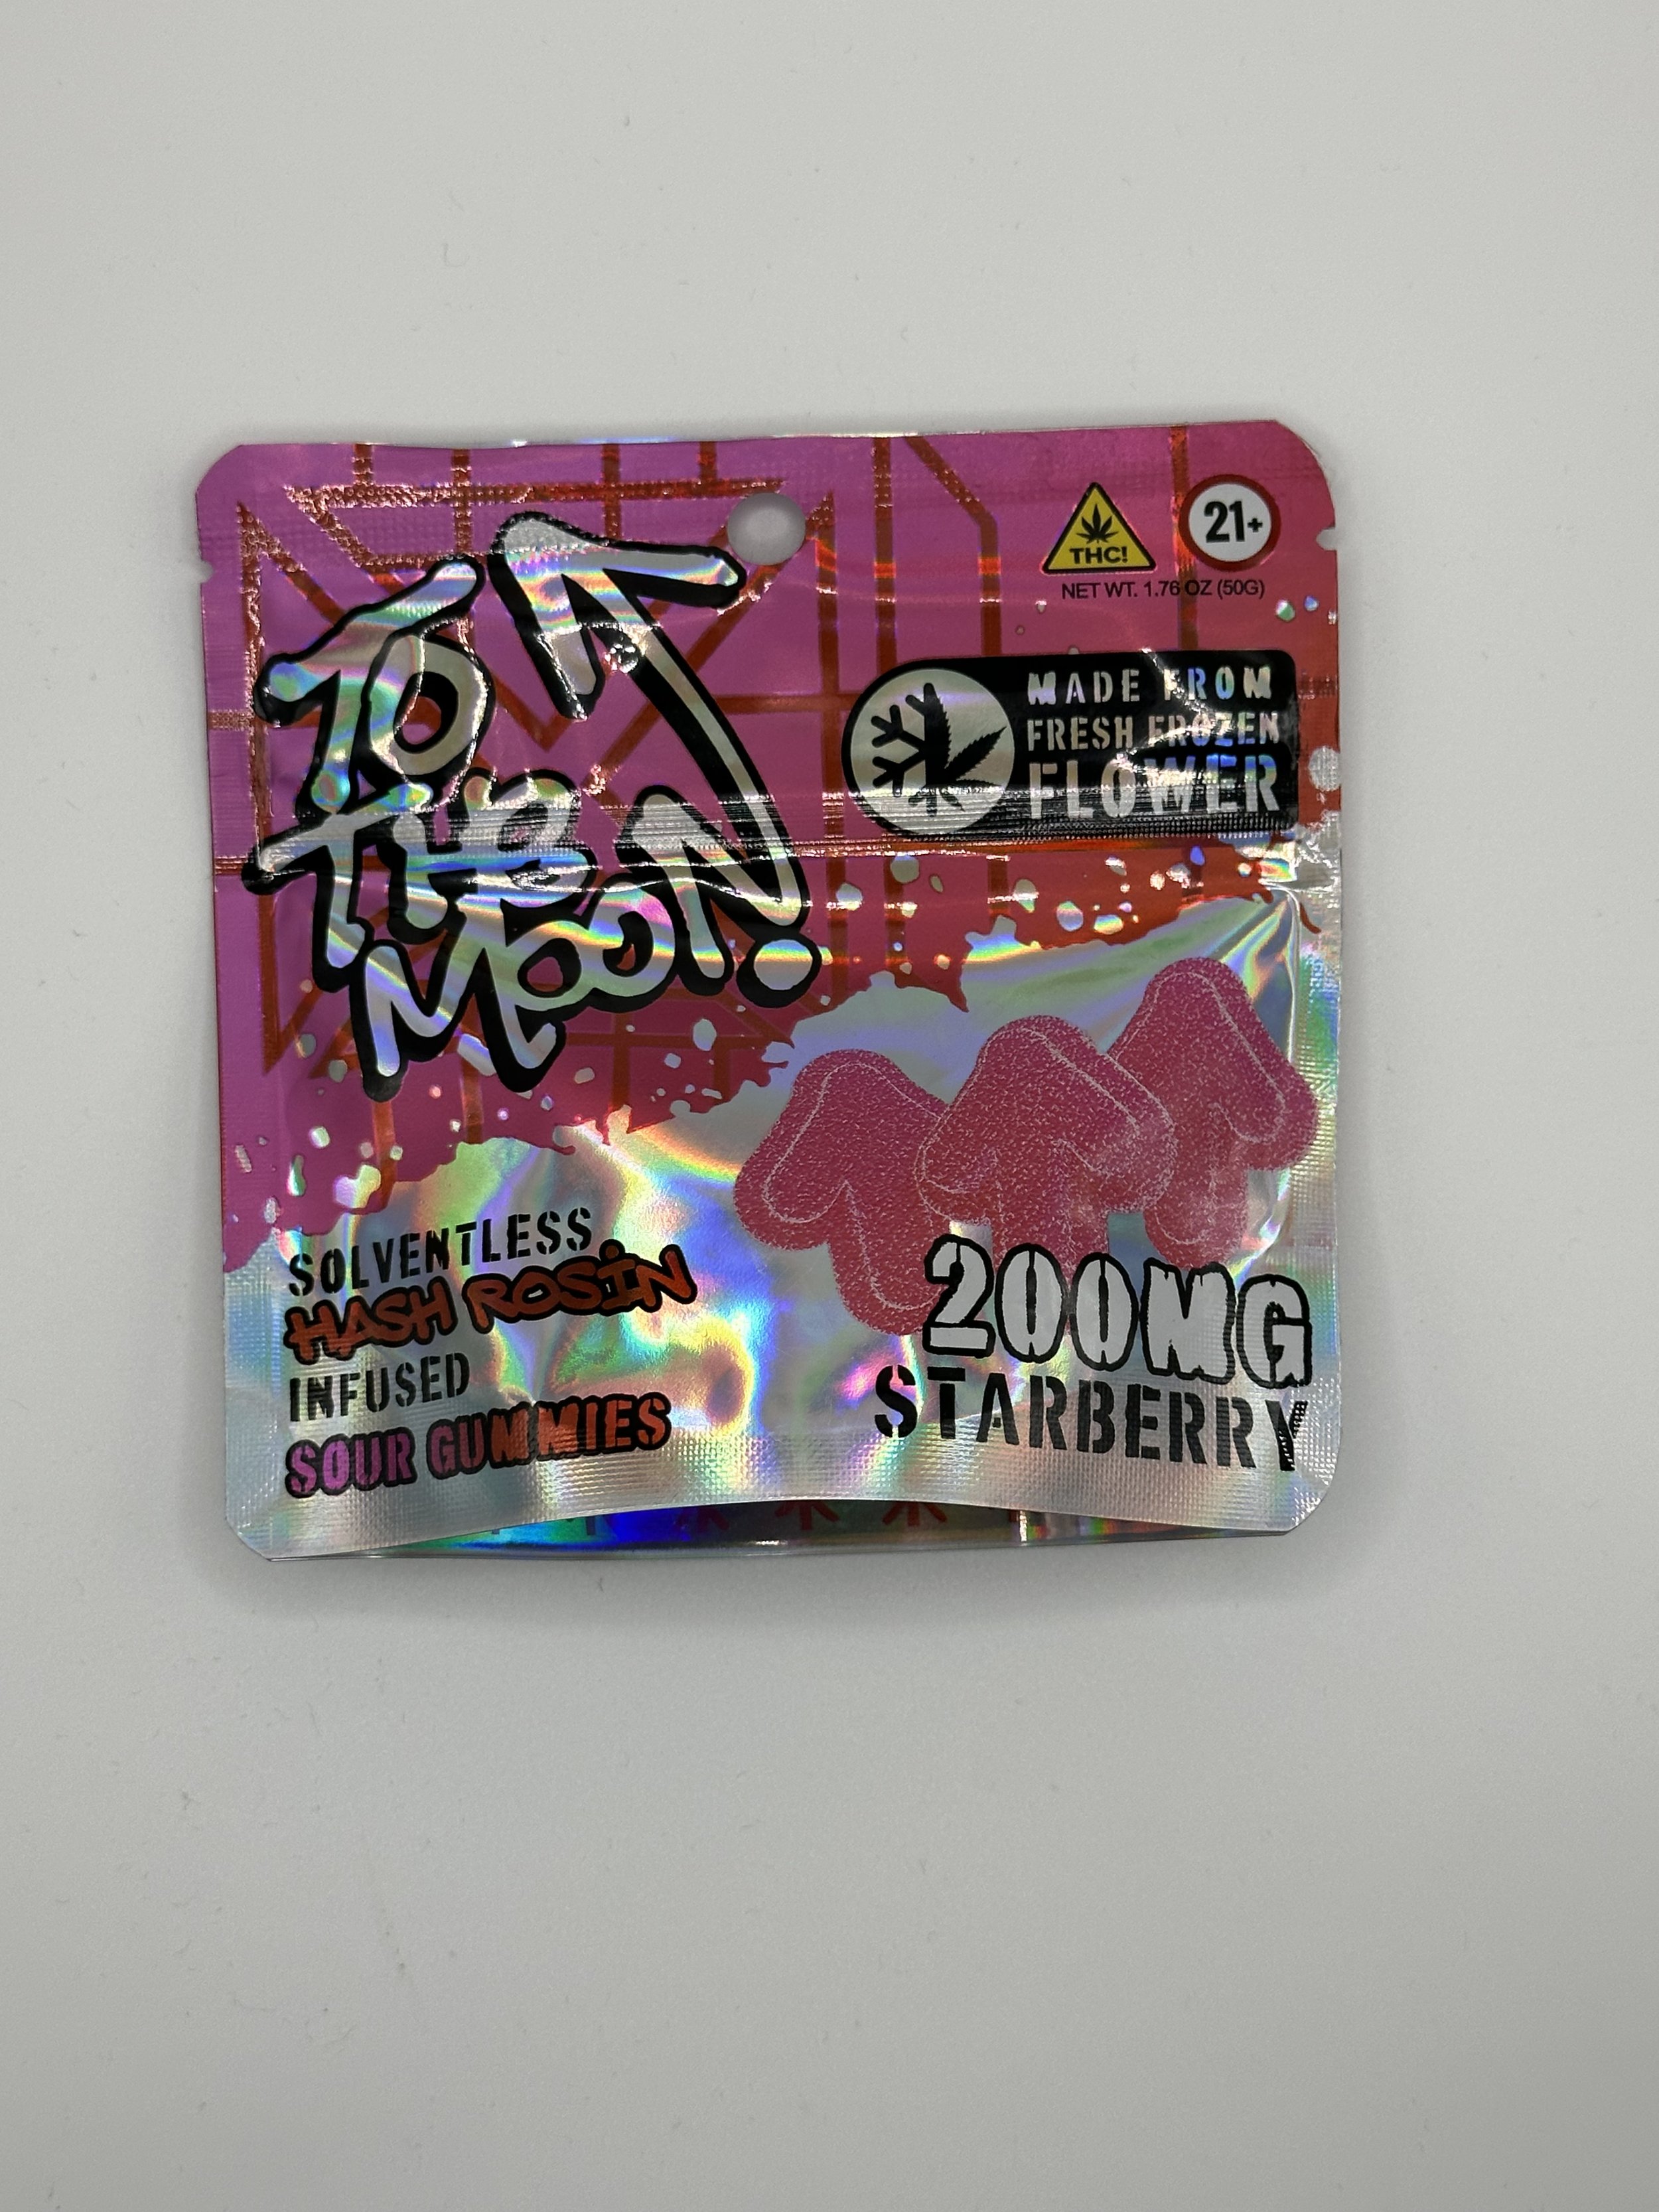 TO
THE
MOON!
THC!
21+
NET WT. 1.76 OZ (50G)
MADE FROM
FRESH FROZEN
FLOWER
SOLVENTLESS
HASH ROSIN
INFUSED
SOUR GUMMIES
200MG
STARBERRY